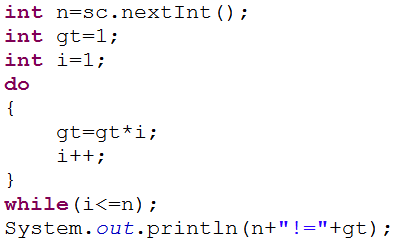 int n=sc.nextInt();
int gt=1;
int i=1;
do
{
    gt=gt*i;
    i++;
}
while(i<=n);
System.out.println(n+"!="+gt);